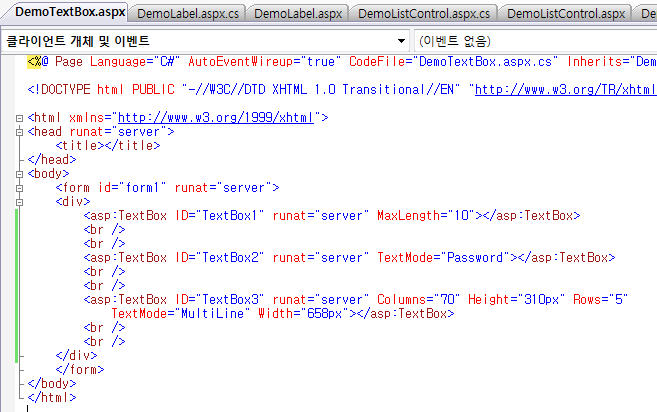 DemoTextBox.aspx DemoLabel.aspx.cs DemoLabel.aspx DemoListControl.aspx.cs DemoListControl.aspx
클라이언트 개체 및 이벤트 (이벤트 없음)
<%@ Page Language="C#" AutoEventWireup="true" CodeFile="DemoTextBox.aspx.cs" Inherits="Dem
<!DOCTYPE html PUBLIC "-//W3C//DTD XHTML 1.0 Transitional//EN" "http://www.w3.org/TR/xhtml
<html xmlns="http://www.w3.org/1999/xhtml">
<head runat="server">
<title></title>
</head>
<body>
<form id="form1" runat="server">
<div>
<asp:TextBox ID="TextBox1" runat="server" MaxLength="10"></asp:TextBox>
<br />
<br />
<asp:TextBox ID="TextBox2" runat="server" TextMode="Password"></asp:TextBox>
<br />
<br />
<asp:TextBox ID="TextBox3" runat="server" Columns="70" Height="310px" Rows="5"
TextMode="MultiLine" Width="658px"></asp:TextBox>
<br />
<br />
</div>
</form>
</body>
</html>